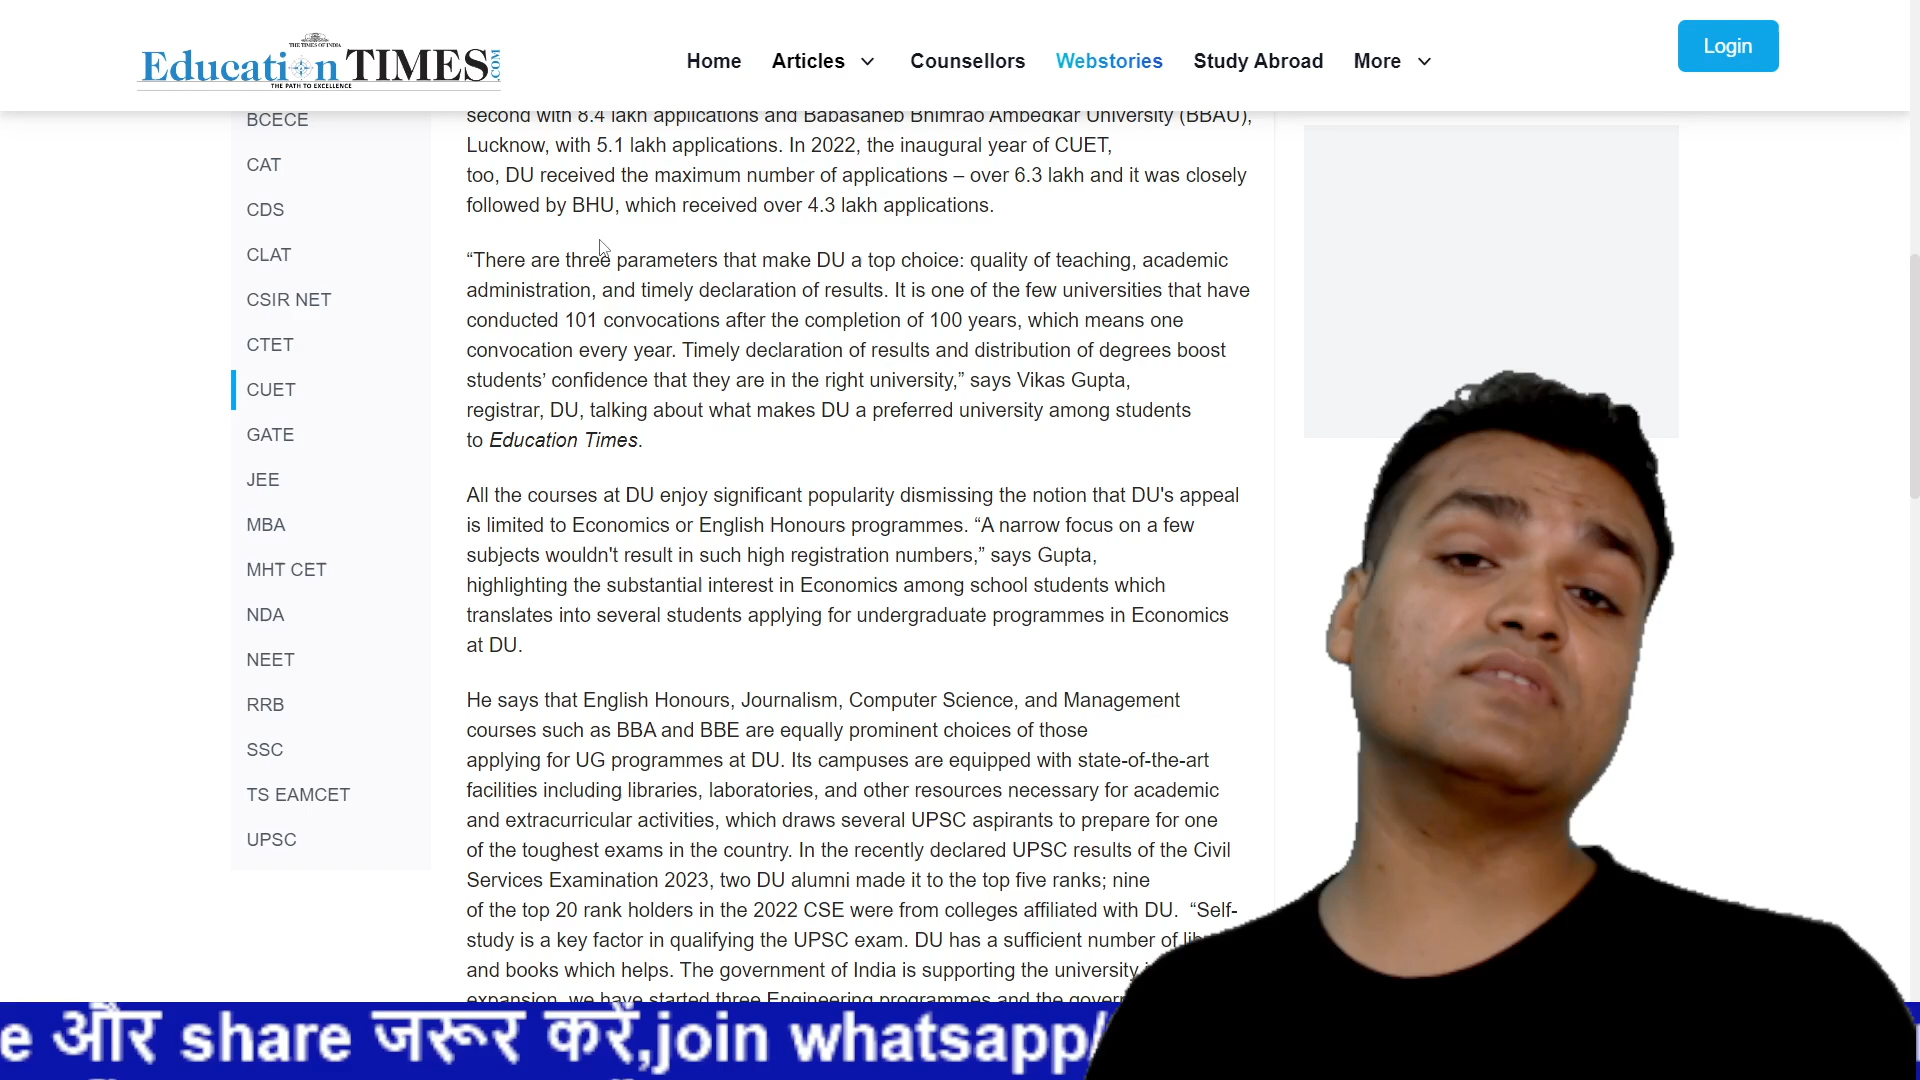 THE TIMES OF INDIA
Education TIMES.COM
THE PATH TO EXCELLENCE
Home Articles Counsellors Webstories Study Abroad More Login
BCECE
CAT
CDS
CLAT
CSIR NET
CTET
CUET
GATE
JEE
MBA
MHT CET
NDA
NEET
RRB
SSC
TS EAMCET
UPSC
second with 8.4 lakh applications and Babasaheb Bhimrao Ambedkar University (BBAU),
Lucknow, with 5.1 lakh applications. In 2022, the inaugural year of CUET,
too, DU received the maximum number of applications – over 6.3 lakh and it was closely
followed by BHU, which received over 4.3 lakh applications.
“There are three parameters that make DU a top choice: quality of teaching, academic
administration, and timely declaration of results. It is one of the few universities that have
conducted 101 convocations after the completion of 100 years, which means one
convocation every year. Timely declaration of results and distribution of degrees boost
students’ confidence that they are in the right university,” says Vikas Gupta,
registrar, DU, talking about what makes DU a preferred university among students
to Education Times.
All the courses at DU enjoy significant popularity dismissing the notion that DU's appeal
is limited to Economics or English Honours programmes. “A narrow focus on a few
subjects wouldn't result in such high registration numbers,” says Gupta,
highlighting the substantial interest in Economics among school students which
translates into several students applying for undergraduate programmes in Economics
at DU.
He says that English Honours, Journalism, Computer Science, and Management
courses such as BBA and BBE are equally prominent choices of those
applying for UG programmes at DU. Its campuses are equipped with state-of-the-art
facilities including libraries, laboratories, and other resources necessary for academic
and extracurricular activities, which draws several UPSC aspirants to prepare for one
of the toughest exams in the country. In the recently declared UPSC results of the Civil
Services Examination 2023, two DU alumni made it to the top five ranks; nine
of the top 20 rank holders in the 2022 CSE were from colleges affiliated with DU. “Self-
study is a key factor in qualifying the UPSC exam. DU has a sufficient number of
and books which helps. The government of India is supporting the university
expansion, we have started three Engineering programmes and the
e और share जरूर करें,join whatsapp/